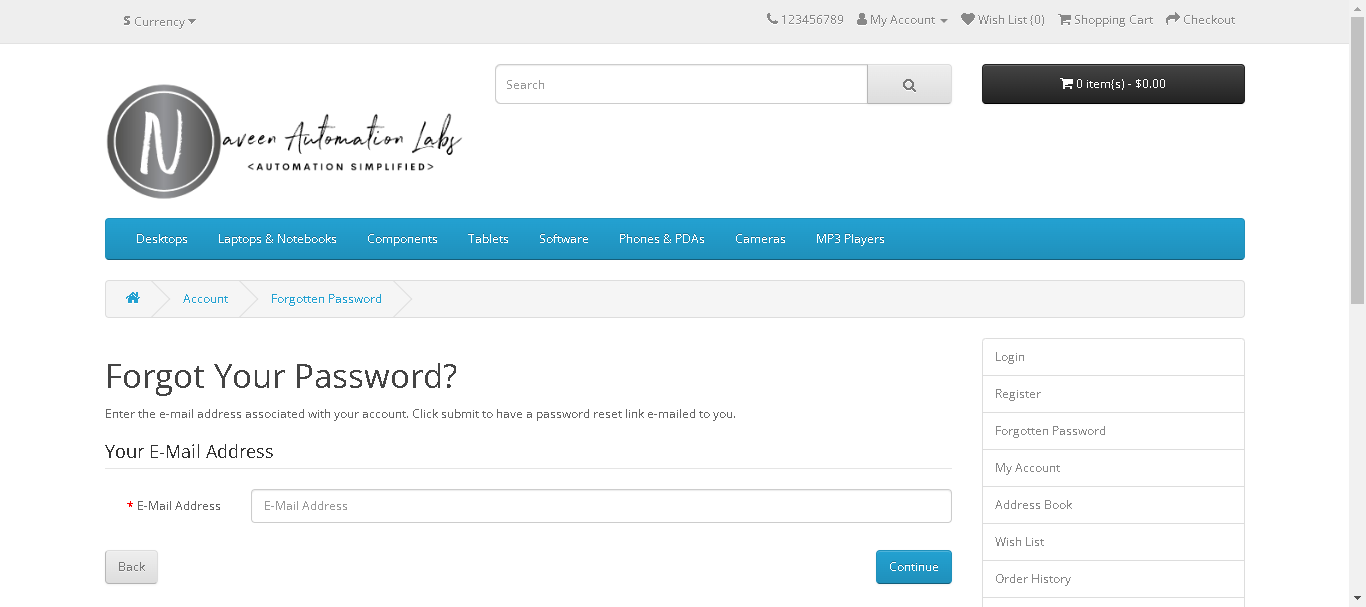 $ Currency
123456789 My Account Wish List (0) Shopping Cart Checkout
N
aveen Automation Labs
<AUTOMATION SIMPLIFIED>
Search
0 item(s) - $0.00
Desktops Laptops & Notebooks Components Tablets Software Phones & PDAs Cameras MP3 Players
Account Forgotten Password
Forgot Your Password?
Enter the e-mail address associated with your account. Click submit to have a password reset link e-mailed to you.
Your E-Mail Address
* E-Mail Address E-Mail Address
Back Continue
Login
Register
Forgotten Password
My Account
Address Book
Wish List
Order History